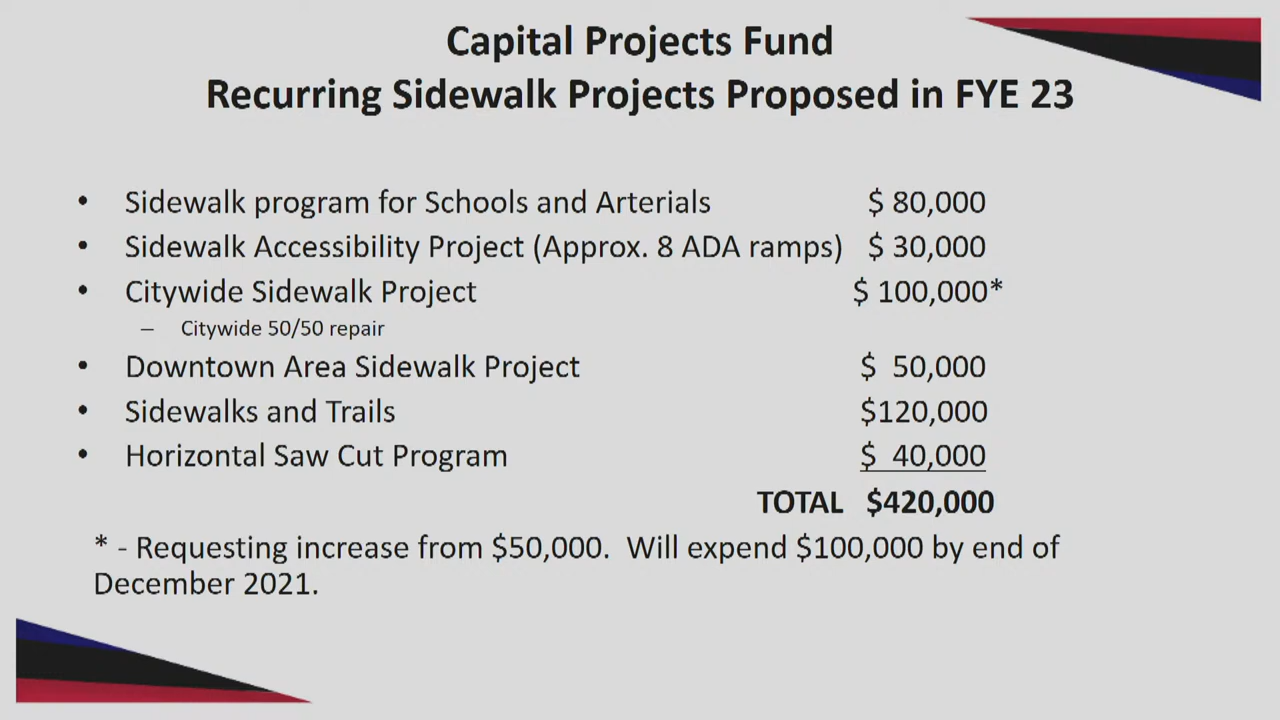 Capital Projects Fund
Recurring Sidewalk Projects Proposed in FYE 23
• Sidewalk program for Schools and Arterials $ 80,000
• Sidewalk Accessibility Project (Approx. 8 ADA ramps) $ 30,000
• Citywide Sidewalk Project $ 100,000*
– Citywide 50/50 repair
• Downtown Area Sidewalk Project $ 50,000
• Sidewalks and Trails $120,000
• Horizontal Saw Cut Program $ 40,000
TOTAL $420,000
* - Requesting increase from $50,000. Will expend $100,000 by end of
December 2021.